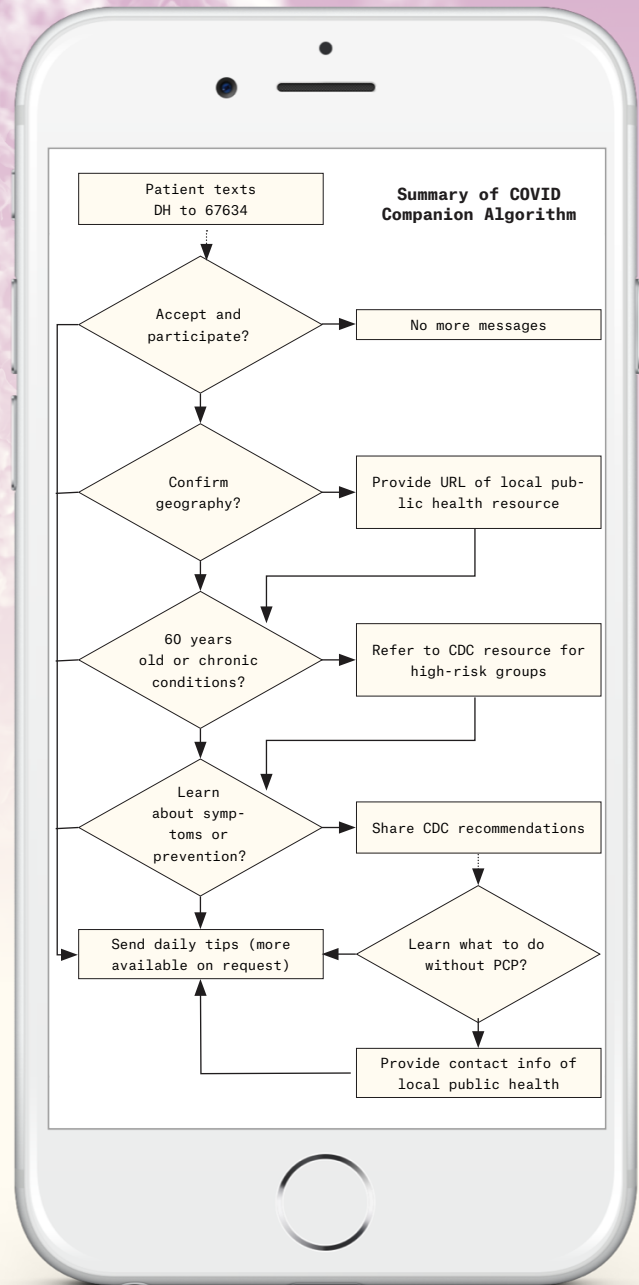 Patient texts
DH to 67634
Summary of COVID
Companion Algorithm
Accept and
participate?
No more messages
Confirm
geography?
Provide URL of local pub-
lic health resource
60 years
old or chronic
conditions?
Refer to CDC resource for
high-risk groups
Learn
about symp-
toms or
prevention?
Share CDC recommendations
Send daily tips (more
available on request)
Learn what to do
without PCP?
Provide contact info of
local public health